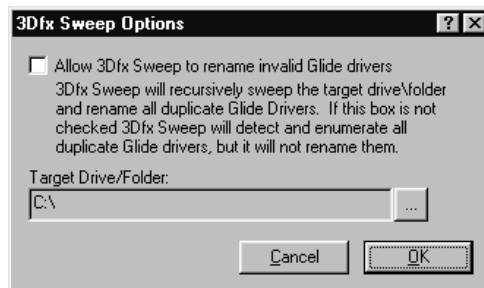 3Dfx Sweep Options
Allow 3Dfx Sweep to rename invalid Glide drivers
3Dfx Sweep will recursively sweep the target drive\folder
and rename all duplicate Glide Drivers. If this box is not
checked 3Dfx Sweep will detect and enumerate all
duplicate Glide drivers, but it will not rename them.
Target Drive/Folder:
C:\
...
Cancel
OK